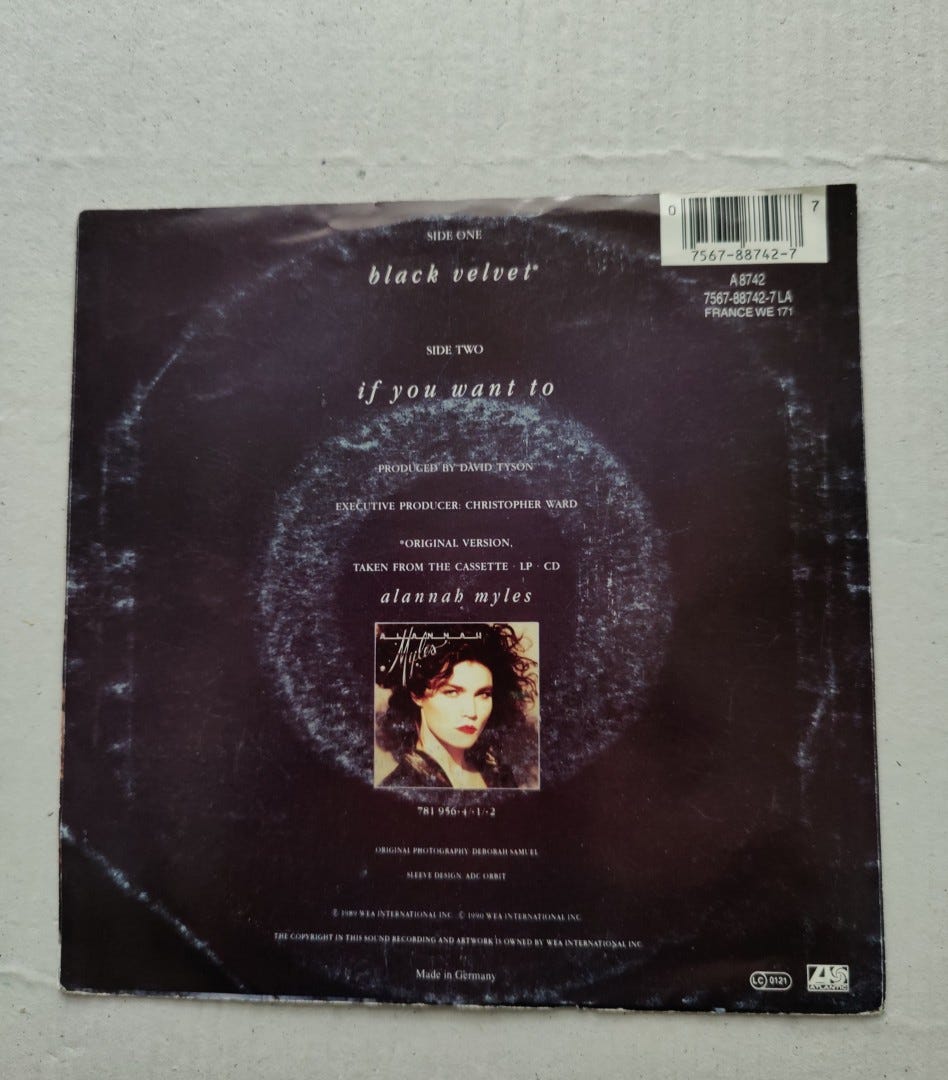 SIDE ONE
black velvet*
0 7
7567-88742-7
A 8742
7567-88742-7 LA
FRANCE WE 171
SIDE TWO
if you want to
PRODUCED BY DAVID TYSON
EXECUTIVE PRODUCER: CHRISTOPHER WARD
*ORIGINAL VERSION,
TAKEN FROM THE CASSETTE · LP · CD
alannah myles
ALANNAH
Myles
781 956-4/-1/-2
ORIGINAL PHOTOGRAPHY: DEBORAH SAMUEL
SLEEVE DESIGN: ADC ORBIT
℗ 1989 WEA INTERNATIONAL INC. © 1990 WEA INTERNATIONAL INC.
THE COPYRIGHT IN THIS SOUND RECORDING AND ARTWORK IS OWNED BY WEA INTERNATIONAL INC.
Made in Germany
LC 0121
ATLANTIC